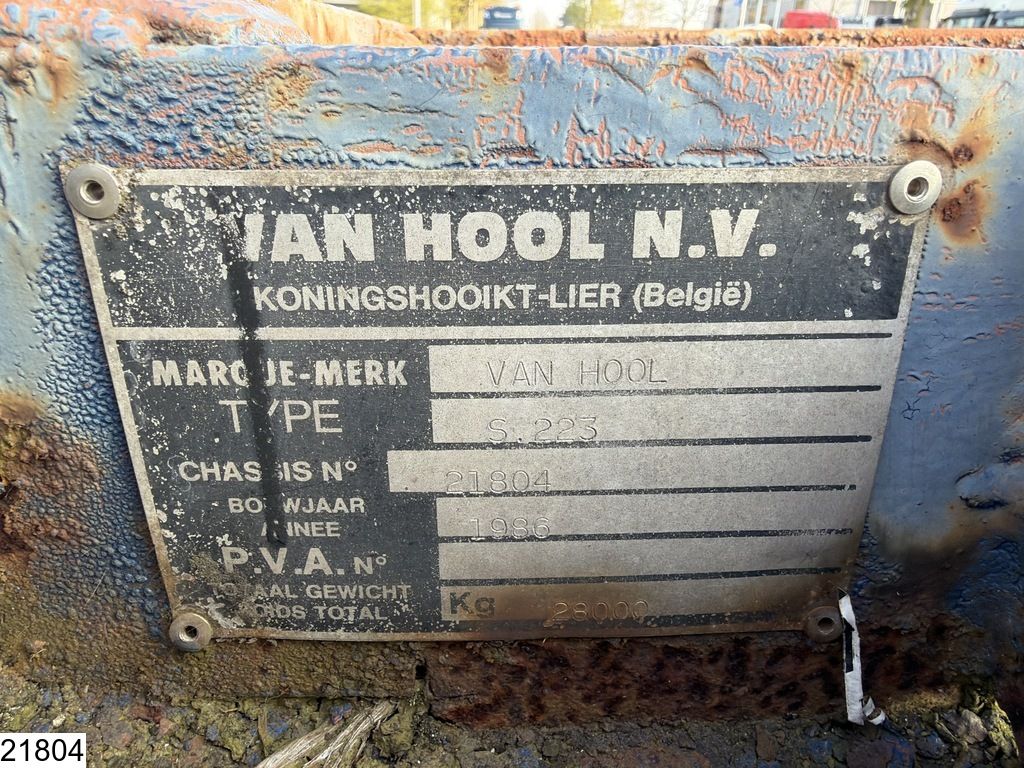 VAN HOOL N.V.
KONINGSHOOIKT-LIER (België)
MARQUE-MERK VAN HOOL
TYPE S.223
CHASSIS N° 21804
BOUWJAAR
ANNEE 1986
P.V.A. N°
TOTAAL GEWICHT
POIDS TOTAL Kg 28000
21804